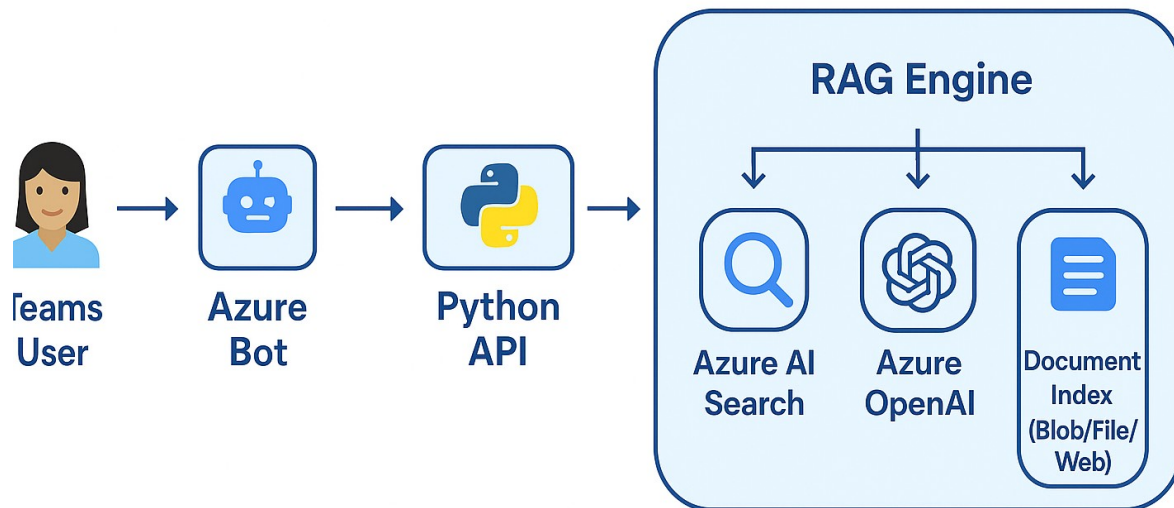 RAG Engine
Teams
User
Azure
Bot
Python
API
Azure AI
Search
Azure
OpenAI
Document
Index
(Blob/File/
Web)